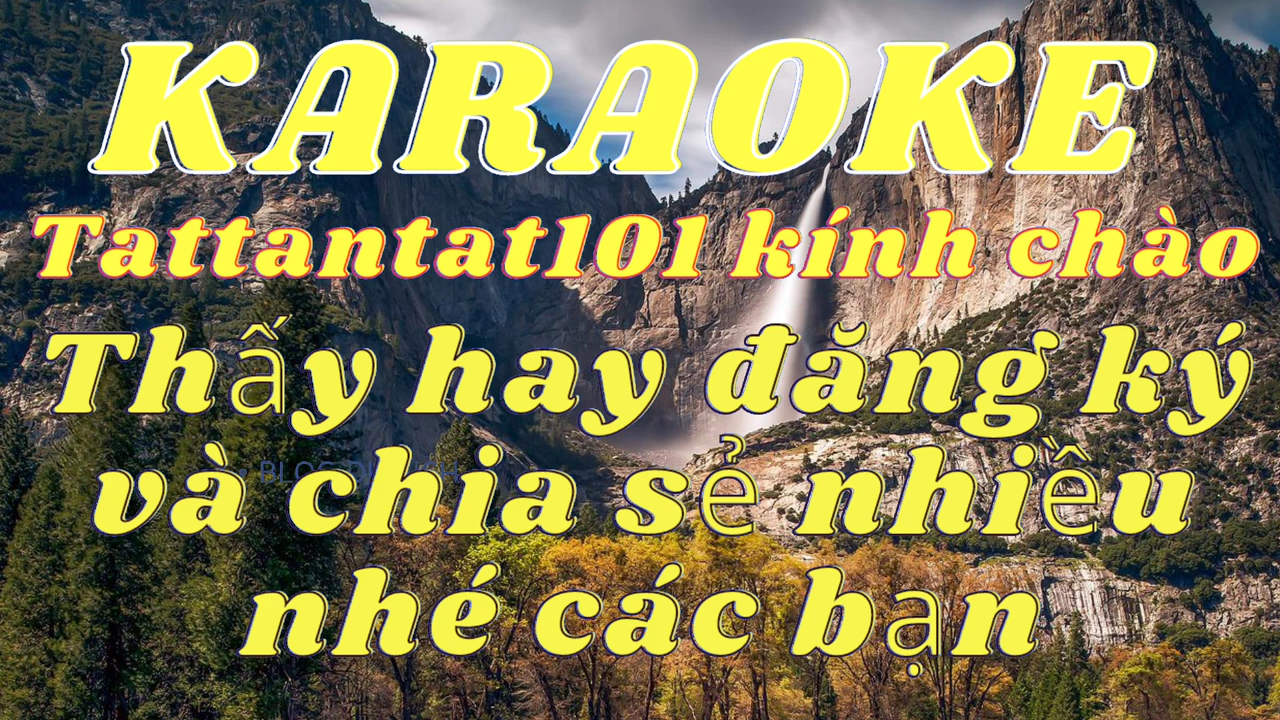 KARAOKE
Tattantat101 kính chào
Thấy hay đăng ký
và chia sẻ nhiều
nhé các bạn